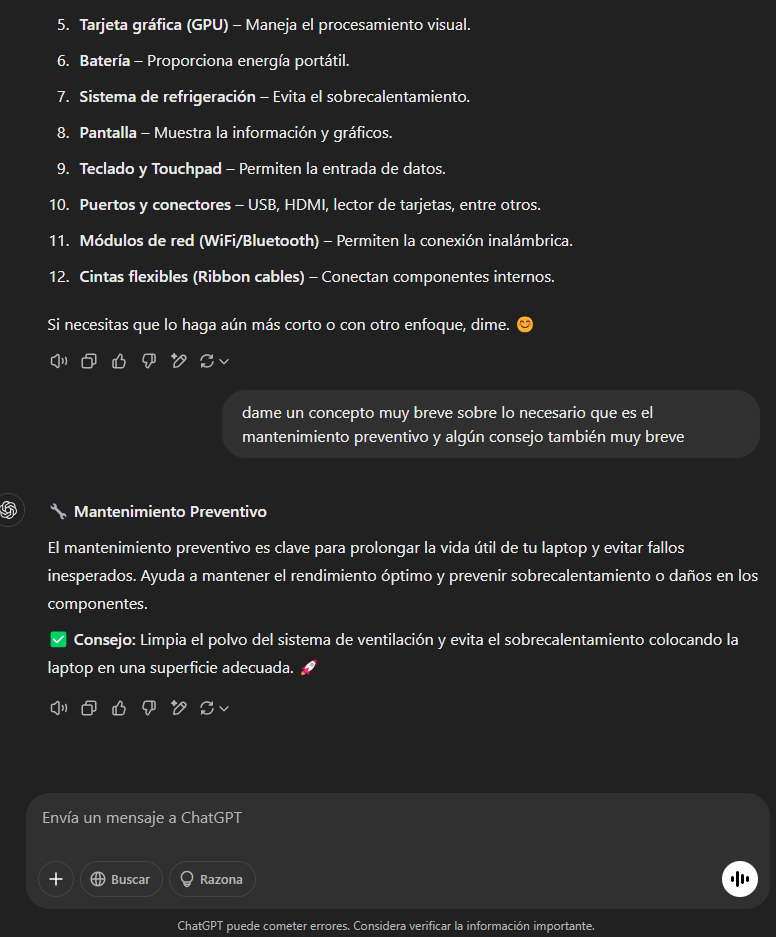 5. Tarjeta gráfica (GPU) – Maneja el procesamiento visual.
6. Batería – Proporciona energía portátil.
7. Sistema de refrigeración – Evita el sobrecalentamiento.
8. Pantalla – Muestra la información y gráficos.
9. Teclado y Touchpad – Permiten la entrada de datos.
10. Puertos y conectores – USB, HDMI, lector de tarjetas, entre otros.
11. Módulos de red (WiFi/Bluetooth) – Permiten la conexión inalámbrica.
12. Cintas flexibles (Ribbon cables) – Conectan componentes internos.
Si necesitas que lo haga aún más corto o con otro enfoque, dime. 😊
dame un concepto muy breve sobre lo necesario que es el
mantenimiento preventivo y algún consejo también muy breve
🔧 Mantenimiento Preventivo
El mantenimiento preventivo es clave para prolongar la vida útil de tu laptop y evitar fallos
inesperados. Ayuda a mantener el rendimiento óptimo y prevenir sobrecalentamiento o daños en los
componentes.
✅ Consejo: Limpia el polvo del sistema de ventilación y evita el sobrecalentamiento colocando la
laptop en una superficie adecuada. 🚀
Envía un mensaje a ChatGPT
Buscar Razona
ChatGPT puede cometer errores. Considera verificar la información importante.